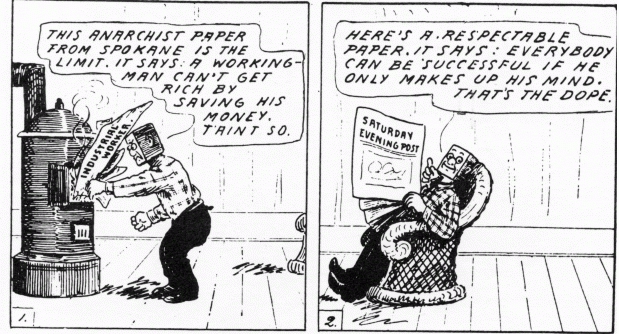 THIS ANARCHIST PAPER
FROM SPOKANE IS THE
LIMIT. IT SAYS: A WORKING-
MAN CAN'T GET
RICH BY
SAVING HIS
MONEY.
T'AINT SO.
INDUSTRIAL
WORKER.
1.
HERE'S A RESPECTABLE
PAPER. IT SAYS: EVERYBODY
CAN BE SUCCESSFUL IF HE
ONLY MAKES UP HIS MIND.
THAT'S THE DOPE.
SATURDAY
EVENING POST
2.